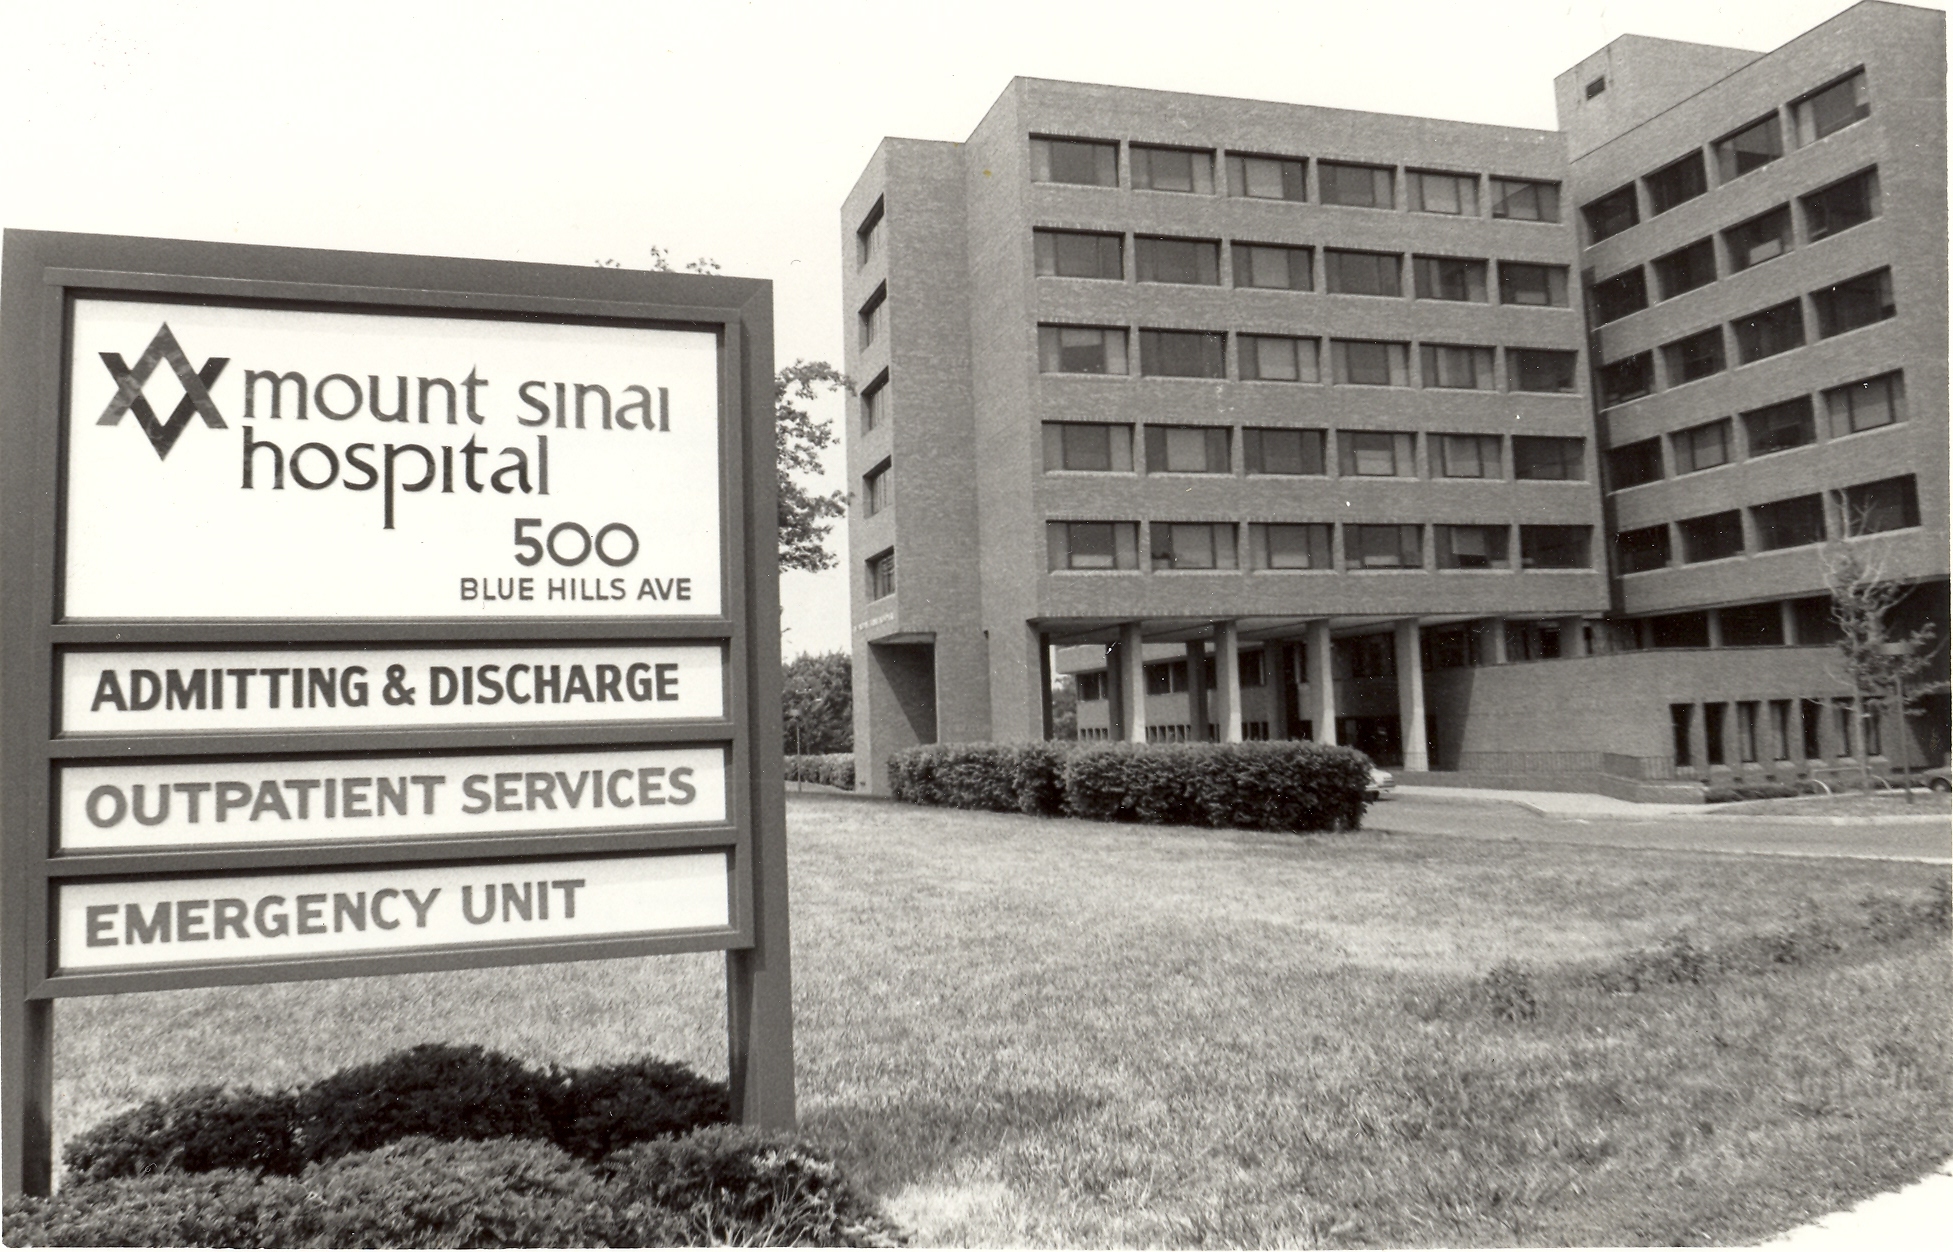 mount sinai
hospital
500
BLUE HILLS AVE
ADMITTING & DISCHARGE
OUTPATIENT SERVICES
EMERGENCY UNIT